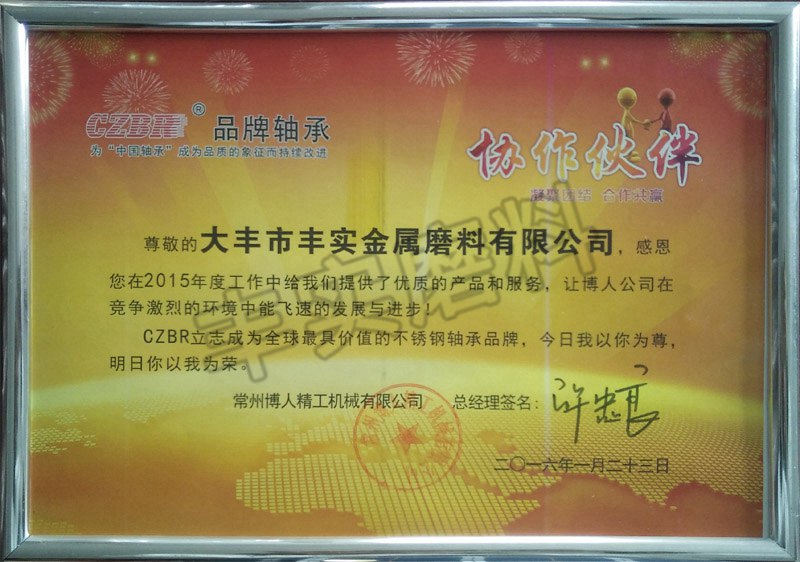 CZBR® 品牌轴承
为“中国轴承”成为品质的象征而持续改进
协作伙伴
凝聚团结 合作共赢
尊敬的大丰市丰实金属磨料有限公司，感恩
您在2015年度工作中给我们提供了优质的产品和服务，让博人公司在
竞争激烈的环境中能飞速的发展与进步！
CZBR立志成为全球最具价值的不锈钢轴承品牌，今日我以你为尊，
明日你以我为荣。
常州博人精工机械有限公司 总经理签名：
二〇一六年一月二十三日
丰实磨料